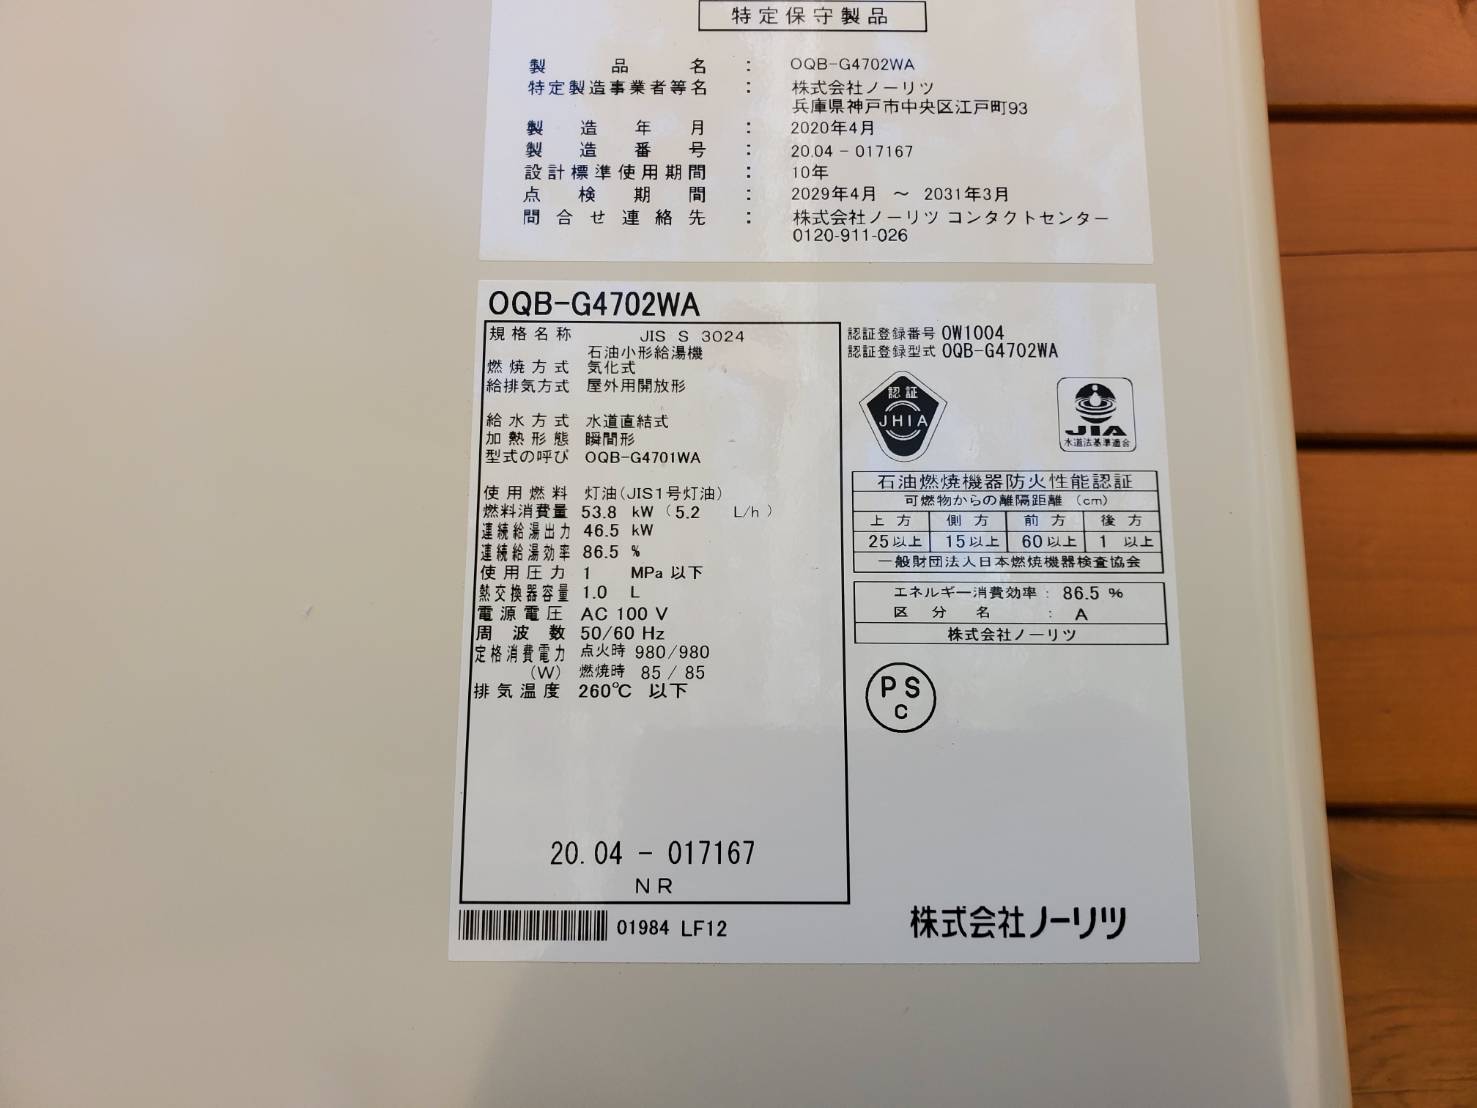 特定保守製品
製品名 : OQB-G4702WA
特定製造事業者等名 : 株式会社ノーリツ
兵庫県神戸市中央区江戸町93
製造年月 : 2020年4月
製造番号 : 20.04 - 017167
設計標準使用期間 : 10年
点検期間 : 2029年4月 ～ 2031年3月
問合せ連絡先 : 株式会社ノーリツ コンタクトセンター
0120-911-026
OQB-G4702WA
規格名称 JIS S 3024
石油小形給湯機
燃焼方式 気化式
給排気方式 屋外用開放形
給水方式 水道直結式
加熱形態 瞬間形
型式の呼び OQB-G4701WA
使用燃料 灯油(JIS1号灯油)
燃料消費量 53.8 kW (5.2 L/h)
連続給湯出力 46.5 kW
連続給湯効率 86.5 %
使用圧力 1 MPa 以下
熱交換器容量 1.0 L
電源電圧 AC 100 V
周波数 50/60 Hz
定格消費電力 点火時 980/980
(W) 燃焼時 85 / 85
排気温度 260℃ 以下
20.04 - 017167
NR
01984 LF12
認証登録番号 OW1004
認証登録型式 OQB-G4702WA
認証
JHIA
JIA
水道法基準適合
石油燃焼機器防火性能認証
可燃物からの離隔距離 (cm)
上方 側方 前方 後方
25以上 15以上 60以上 1 以上
一般財団法人日本燃焼機器検査協会
エネルギー消費効率 : 86.5 %
区分名 : A
株式会社ノーリツ
PS
C
株式会社ノーリツ